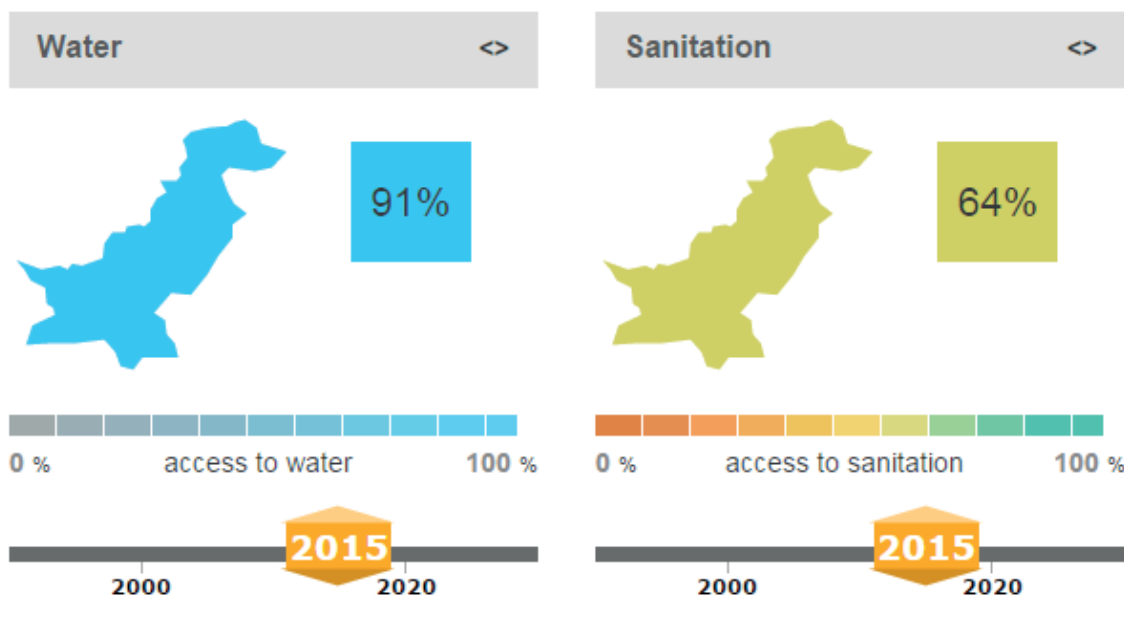 Water <>
91%
0 % access to water 100 %
2015
2000 2020
Sanitation <>
64%
0 % access to sanitation 100 %
2015
2000 2020